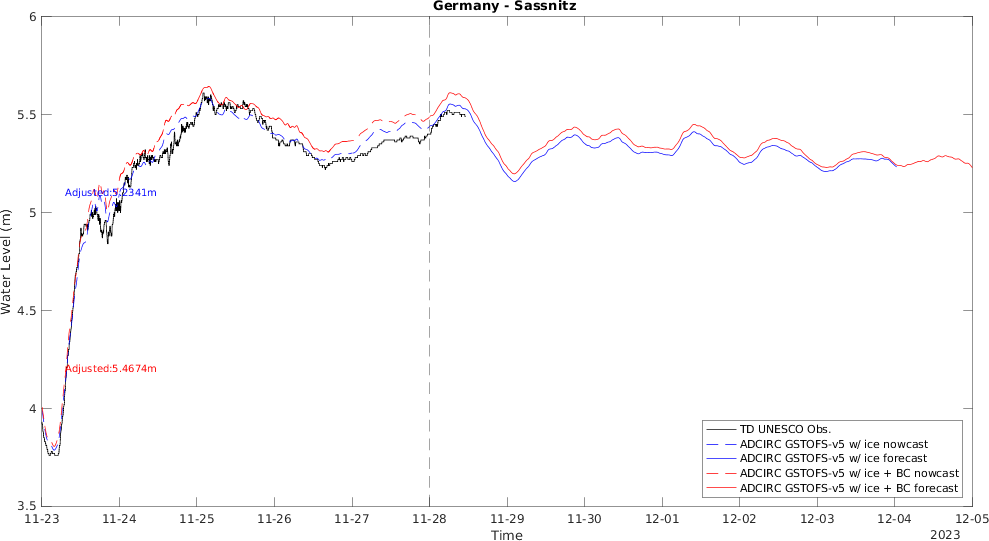 Germany - Sassnitz
6
5.5
5
4.5
4
3.5
Water Level (m)
Adjusted:5.2341m
Adjusted:5.4674m
TD UNESCO Obs.
ADCIRC GSTOFS-v5 w/ ice nowcast
ADCIRC GSTOFS-v5 w/ ice forecast
ADCIRC GSTOFS-v5 w/ ice + BC nowcast
ADCIRC GSTOFS-v5 w/ ice + BC forecast
11-23 11-24 11-25 11-26 11-27 11-28 11-29 11-30 12-01 12-02 12-03 12-04 12-05
Time
2023